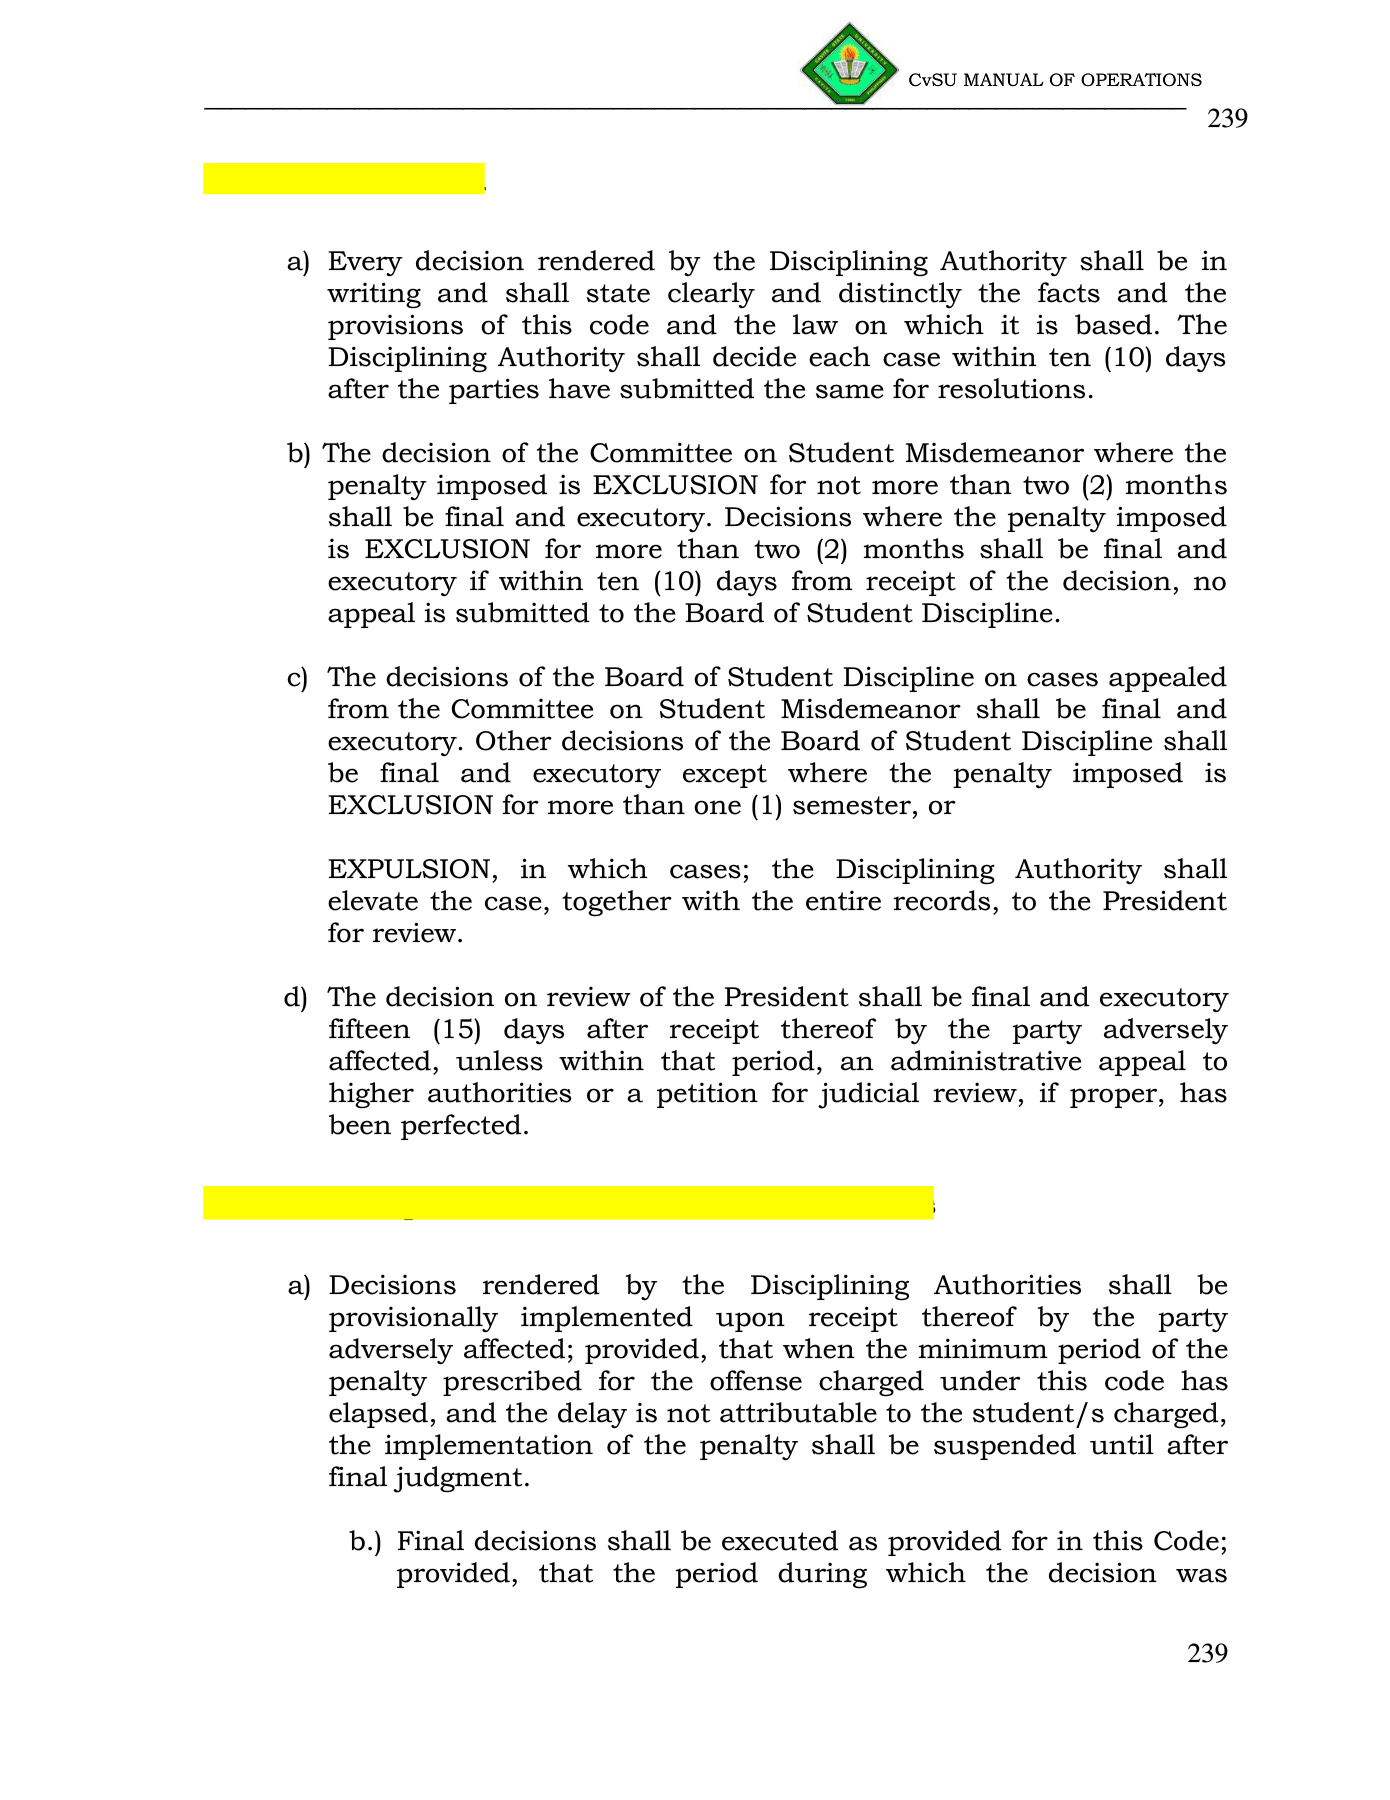 CvSU MANUAL OF OPERATIONS
239
a) Every decision rendered by the Disciplining Authority shall be in
writing and shall state clearly and distinctly the facts and the
provisions of this code and the law on which it is based. The
Disciplining Authority shall decide each case within ten (10) days
after the parties have submitted the same for resolutions.
b) The decision of the Committee on Student Misdemeanor where the
penalty imposed is EXCLUSION for not more than two (2) months
shall be final and executory. Decisions where the penalty imposed
is EXCLUSION for more than two (2) months shall be final and
executory if within ten (10) days from receipt of the decision, no
appeal is submitted to the Board of Student Discipline.
c) The decisions of the Board of Student Discipline on cases appealed
from the Committee on Student Misdemeanor shall be final and
executory. Other decisions of the Board of Student Discipline shall
be final and executory except where the penalty imposed is
EXCLUSION for more than one (1) semester, or
EXPULSION, in which cases; the Disciplining Authority shall
elevate the case, together with the entire records, to the President
for review.
d) The decision on review of the President shall be final and executory
fifteen (15) days after receipt thereof by the party adversely
affected, unless within that period, an administrative appeal to
higher authorities or a petition for judicial review, if proper, has
been perfected.
a) Decisions rendered by the Disciplining Authorities shall be
provisionally implemented upon receipt thereof by the party
adversely affected; provided, that when the minimum period of the
penalty prescribed for the offense charged under this code has
elapsed, and the delay is not attributable to the student/s charged,
the implementation of the penalty shall be suspended until after
final judgment.
b.) Final decisions shall be executed as provided for in this Code;
provided, that the period during which the decision was
239